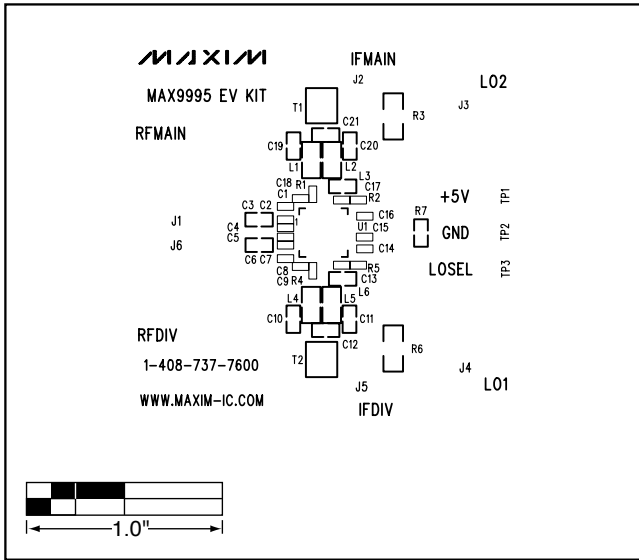 MAXIM
IFMAIN
J2
LO2
MAX9995 EV KIT
T1
R3
J3
RFMAIN
C21
C19
C20
L1
L2
L3
C18
R1
C17
C1
R2
+5V
TP1
C3
C2
C16
R7
J1
C4
1
U1
C15
GND
TP2
J6
C5
C14
C6
C7
C8
R5
LOSEL
TP3
C9
R4
C13
L4
L5
L6
C10
C11
C12
RFDIV
R6
1-408-737-7600
T2
J4
J5
LO1
WWW.MAXIM-IC.COM
IFDIV
1.0"